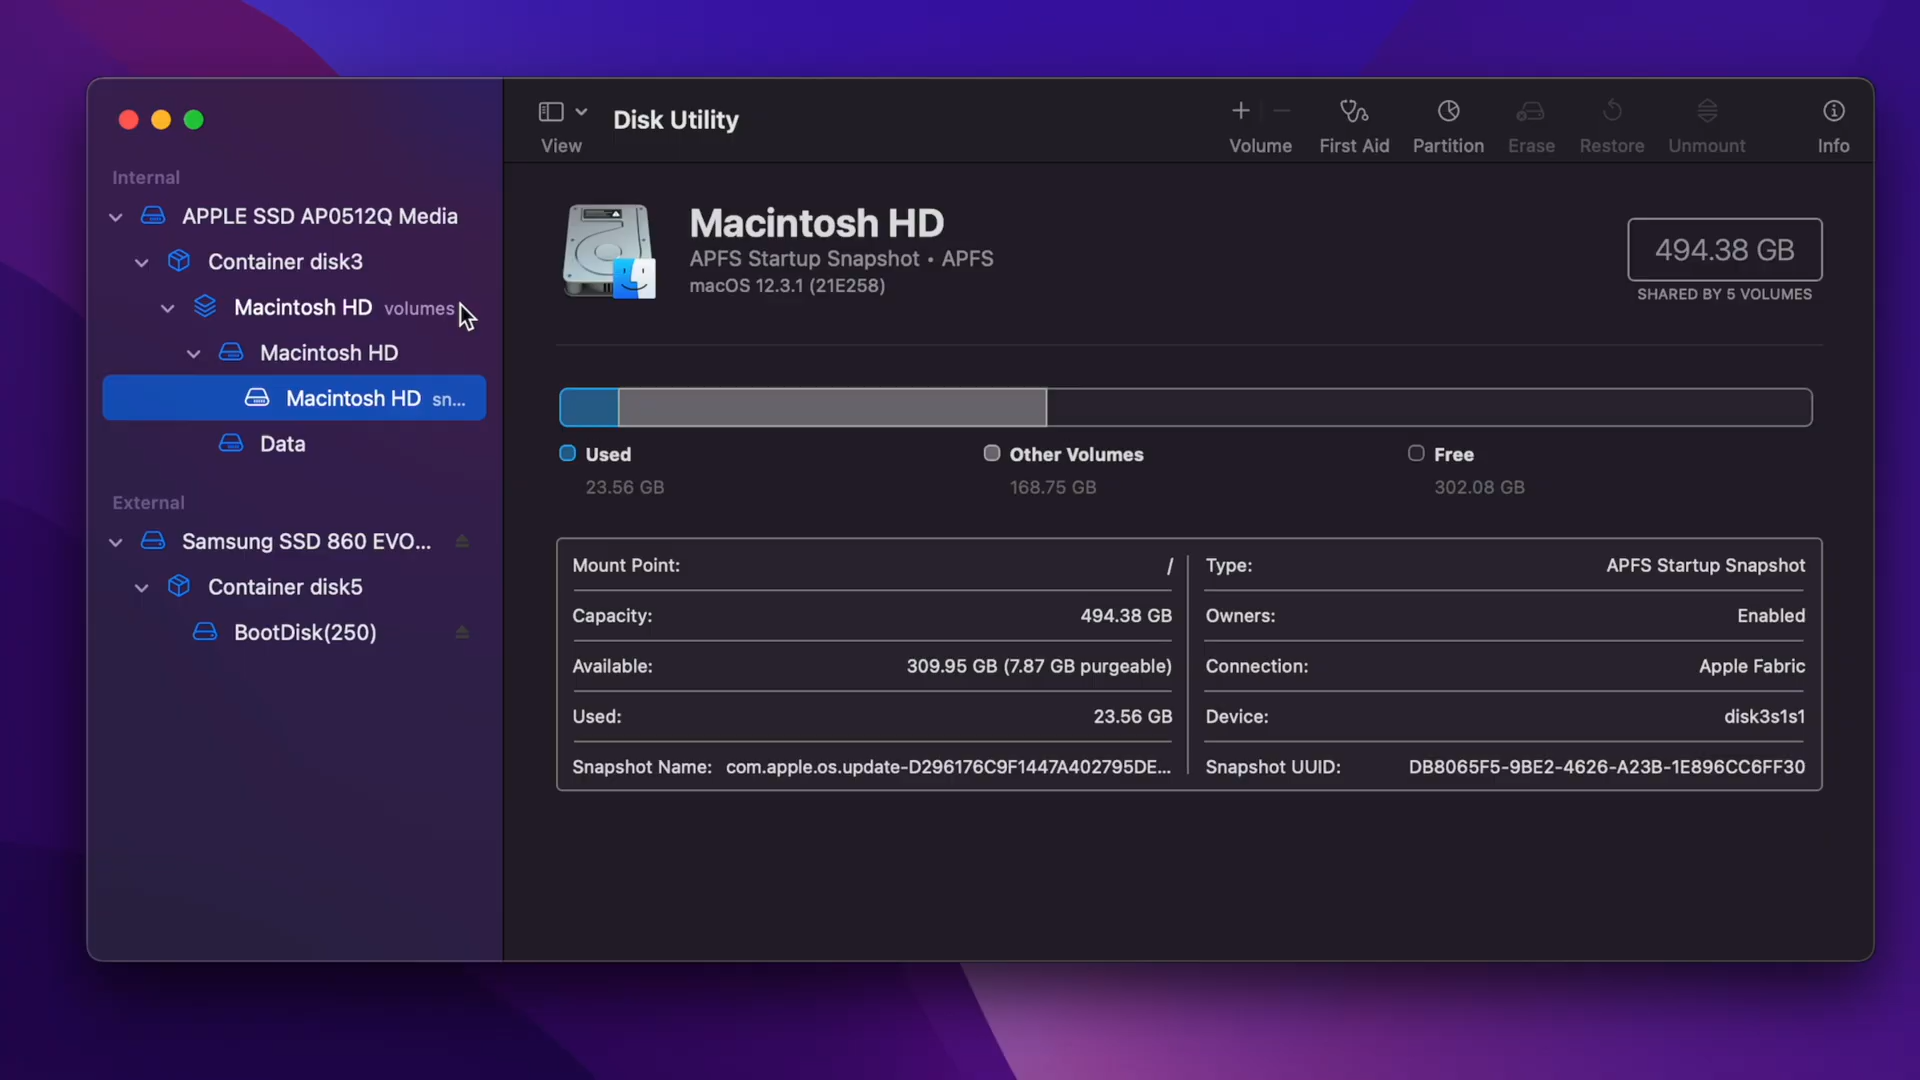 View
Disk Utility
Volume
First Aid
Partition
Erase
Restore
Unmount
Info
Internal
APPLE SSD AP0512Q Media
Container disk3
Macintosh HD volumes
Macintosh HD
Macintosh HD sn...
Data
External
Samsung SSD 860 EVO...
Container disk5
BootDisk(250)
Macintosh HD
APFS Startup Snapshot • APFS
macOS 12.3.1 (21E258)
494.38 GB
SHARED BY 5 VOLUMES
Used
23.56 GB
Other Volumes
168.75 GB
Free
302.08 GB
Mount Point: /
Capacity: 494.38 GB
Available: 309.95 GB (7.87 GB purgeable)
Used: 23.56 GB
Snapshot Name: com.apple.os.update-D296176C9F1447A402795DE...
Type: APFS Startup Snapshot
Owners: Enabled
Connection: Apple Fabric
Device: disk3s1s1
Snapshot UUID: DB8065F5-9BE2-4626-A23B-1E896CC6FF30